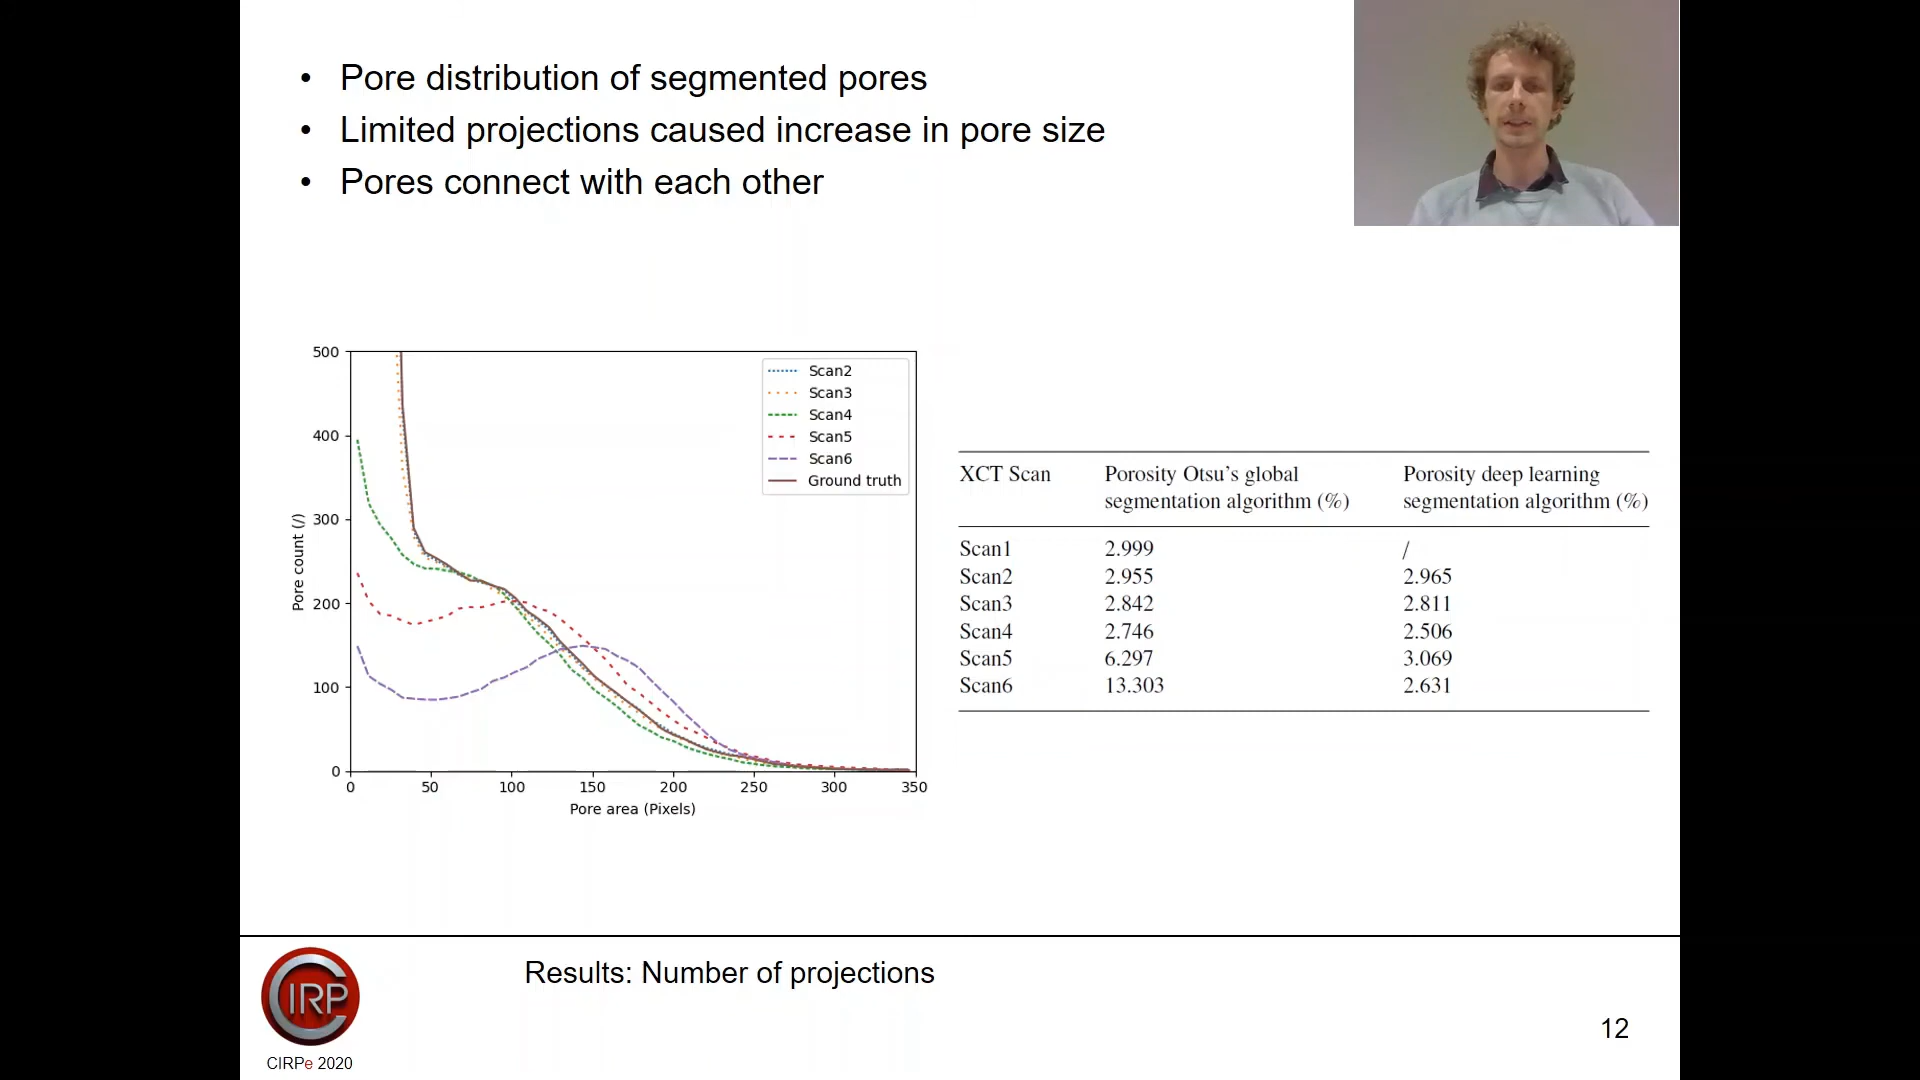 • Pore distribution of segmented pores
• Limited projections caused increase in pore size
• Pores connect with each other
500
400
300
200
100
0
Pore count (/)
0 50 100 150 200 250 300 350
Pore area (Pixels)
Scan2
Scan3
Scan4
Scan5
Scan6
Ground truth
XCT Scan Porosity Otsu's global segmentation algorithm (%) Porosity deep learning segmentation algorithm (%)
Scan1 2.999 /
Scan2 2.955 2.965
Scan3 2.842 2.811
Scan4 2.746 2.506
Scan5 6.297 3.069
Scan6 13.303 2.631
CIRP
CIRPe 2020
Results: Number of projections
12